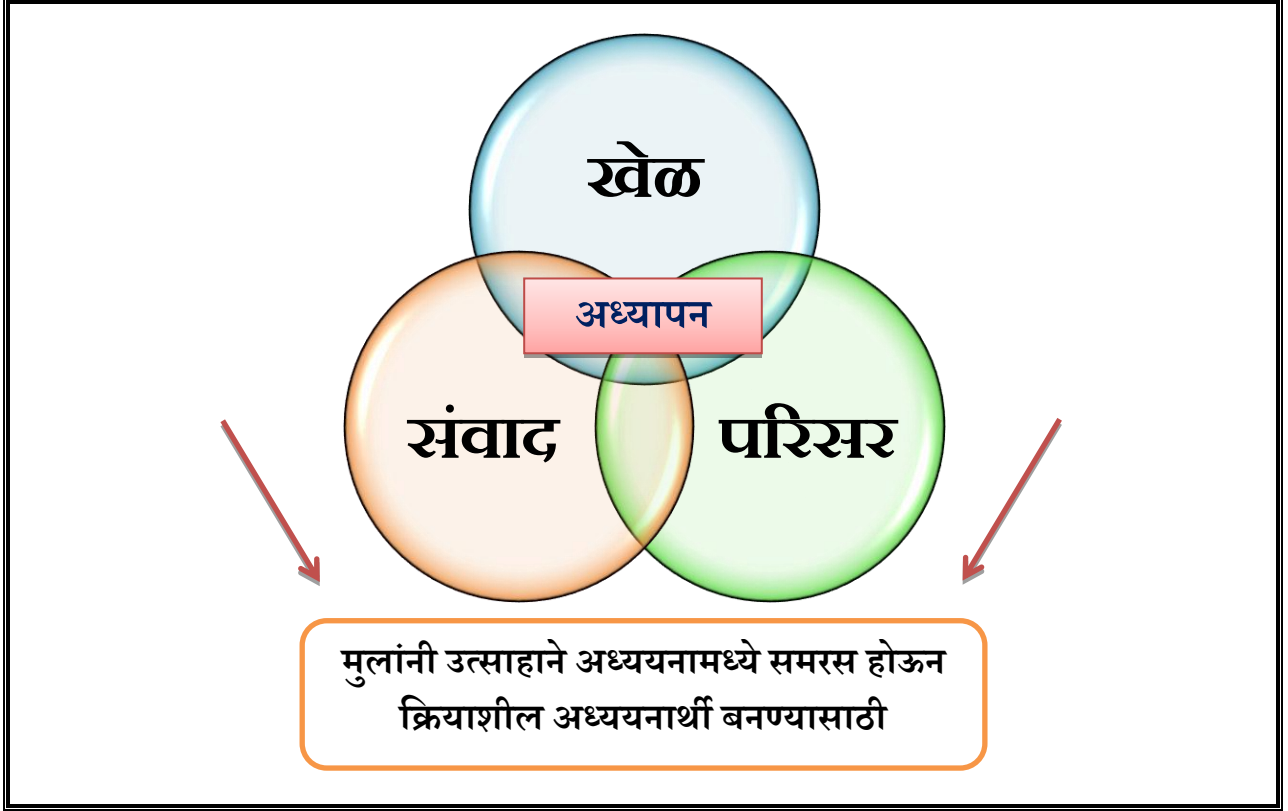 खेळ
अध्यापन
संवाद
परिसर
मुलांनी उत्साहाने अध्ययनामध्ये समरस होऊन
क्रियाशील अध्ययनार्थी बनण्यासाठी